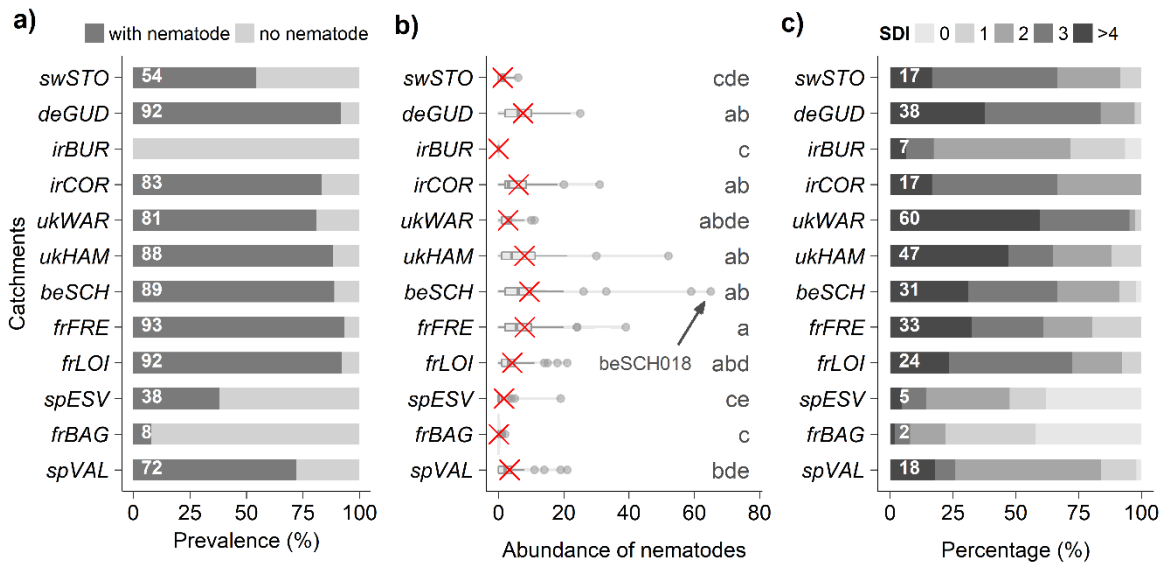 a)
with nematode no nematode
Catchments
swSTO 54
deGUD 92
irBUR
irCOR 83
ukWAR 81
ukHAM 88
beSCH 89
frFRE 93
frLOI 92
spESV 38
frBAG 8
spVAL 72
0 25 50 75 100
Prevalence (%)
b)
swSTO cde
deGUD ab
irBUR c
irCOR ab
ukWAR abde
ukHAM ab
beSCH ab
frFRE a
beSCH018
frLOI abd
spESV ce
frBAG c
spVAL bde
0 20 40 60 80
Abundance of nematodes
c)
SDI 0 1 2 3 >4
swSTO 17
deGUD 38
irBUR 7
irCOR 17
ukWAR 60
ukHAM 47
beSCH 31
frFRE 33
frLOI 24
spESV 5
frBAG 2
spVAL 18
0 25 50 75 100
Percentage (%)